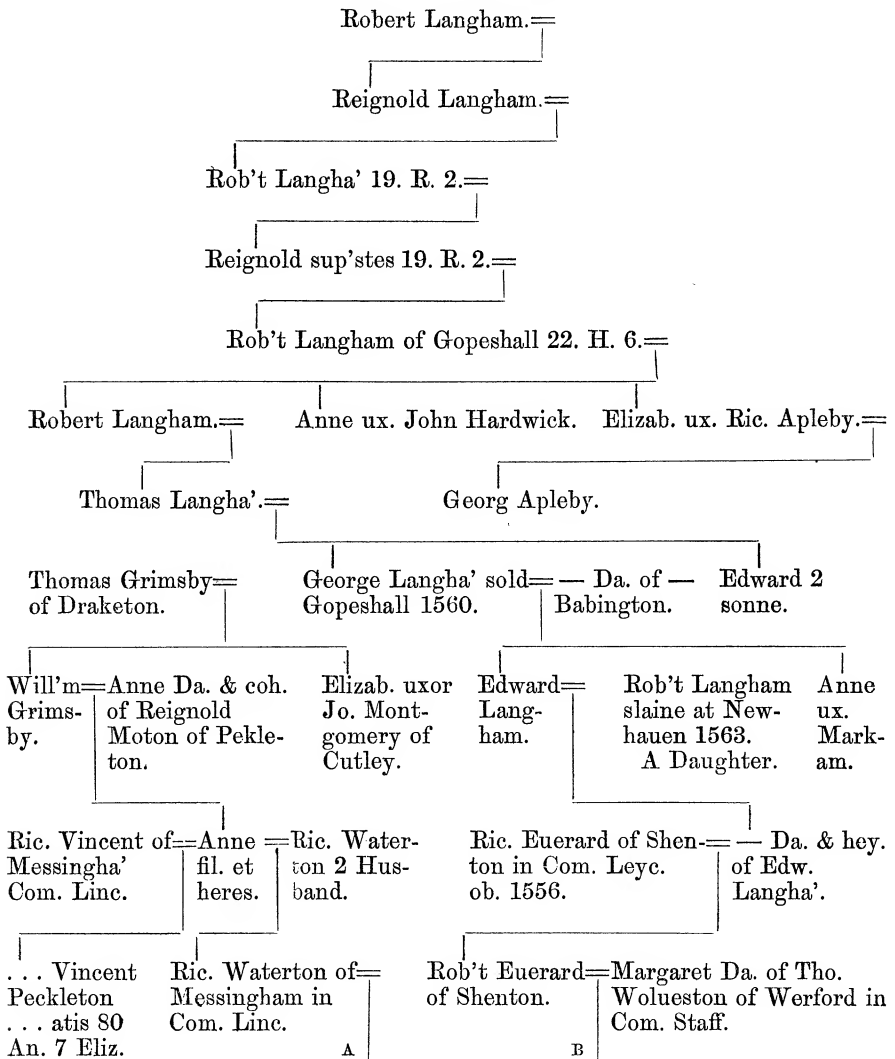 Robert Langham.=
Reignold Langham.=
Rob't Langha' 19. R. 2.=
Reignold sup'stes 19. R. 2.=
Rob't Langham of Gopeshall 22. H. 6.=
Robert Langham.=
Anne ux. John Hardwick.
Elizab. ux. Ric. Apleby.=
Thomas Langha'.=
Georg Apleby.
Thomas Grimsby=
of Draketon.
George Langha' sold= — Da. of —
Gopeshall 1560. Babington.
Edward 2
sonne.
Will'm=Anne Da. & coh.
Grims- of Reignold
by. Moton of Pekle-
ton.
Elizab. uxor
Jo. Mont-
gomery of
Cutley.
Edward=
Lang-
ham.
Rob't Langham
slaine at New-
hauen 1563.
A Daughter.
Anne
ux.
Mark-
am.
Ric. Vincent of=Anne =Ric. Water-
Messingha' fil. et ton 2 Hus-
Com. Linc. heres. band.
Ric. Euerard of Shen-= — Da. & hey.
ton in Com. Leyc. of Edw.
ob. 1556. Langha'.
. . . Vincent
Peckleton
. . . atis 80
An. 7 Eliz.
Ric. Waterton of=
Messingham in
Com. Linc.
A
Rob't Euerard=Margaret Da. of Tho.
of Shenton. Wolueston of Werford in
Com. Staff.
B